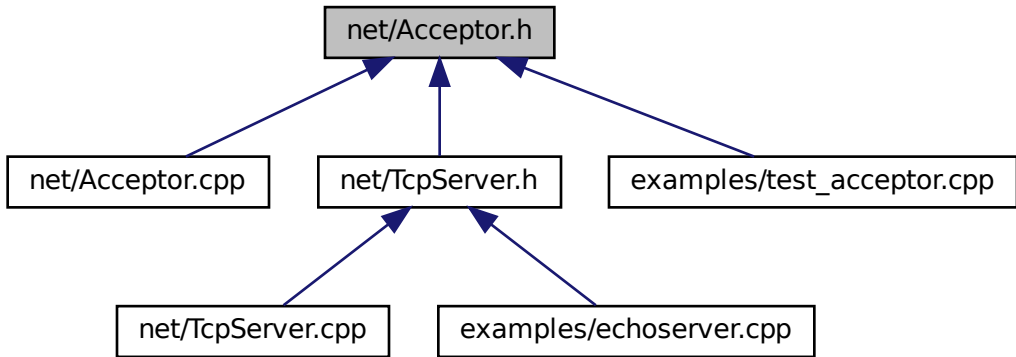 net/Acceptor.h
net/Acceptor.cpp
net/TcpServer.h
examples/test_acceptor.cpp
net/TcpServer.cpp
examples/echoserver.cpp